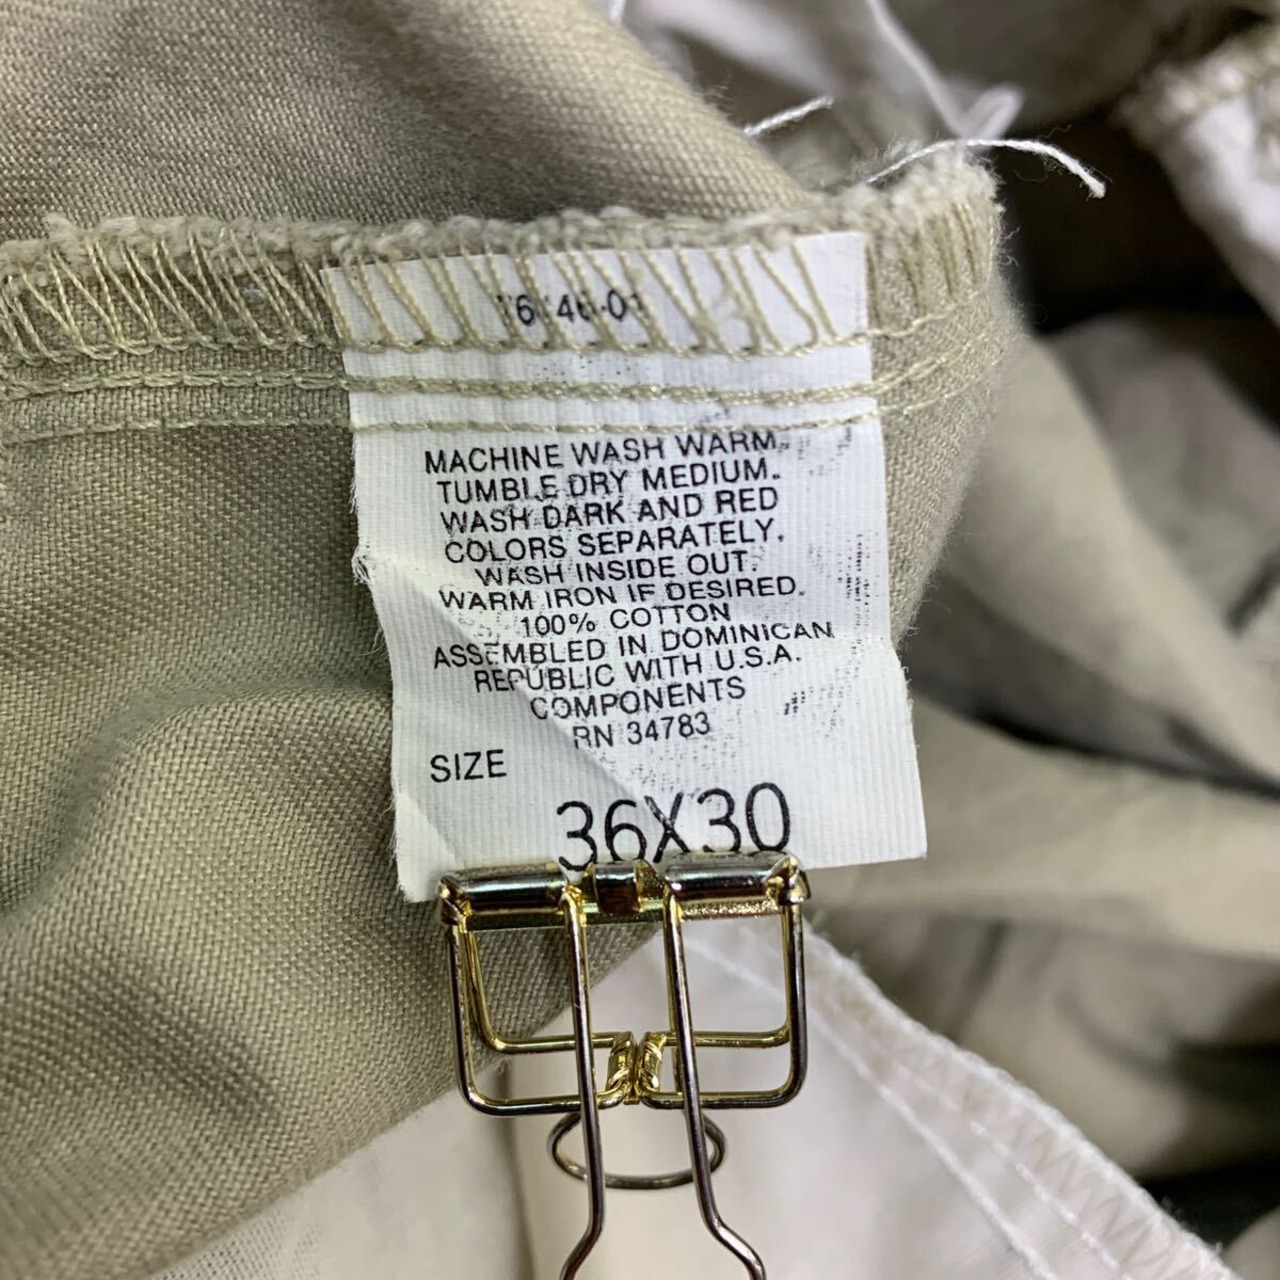 MACHINE WASH WARM.
TUMBLE DRY MEDIUM.
WASH DARK AND RED
COLORS SEPARATELY.
WASH INSIDE OUT.
WARM IRON IF DESIRED.
100% COTTON
ASSEMBLED IN DOMINICAN
REPUBLIC WITH U.S.A.
COMPONENTS
RN 34783
SIZE
36X30